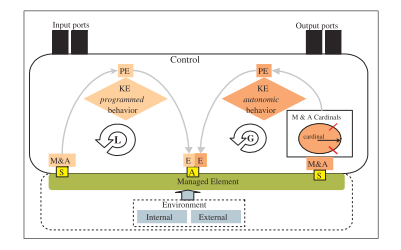 Input ports
Output ports
Control
PE
PE
KE
programmed
behavior
KE
autonomic
behavior
M & A Cardinals
cardinal
L
G
M&A
E
E
M&A
S
A
S
Managed Element
Environment
Internal
External